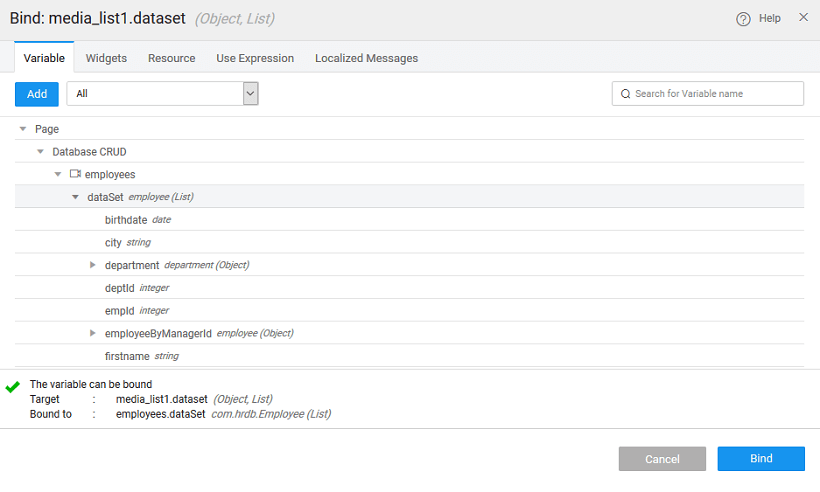 Bind: media_list1.dataset (Object, List) Help
Variable Widgets Resource Use Expression Localized Messages
Add All Search for Variable name
Page
Database CRUD
employees
dataSet employee (List)
birthdate date
city string
department department (Object)
deptId integer
empId integer
employeeByManagerId employee (Object)
firstname string
The variable can be bound
Target : media_list1.dataset (Object, List)
Bound to : employees.dataSet com.hrdb.Employee (List)
Cancel Bind